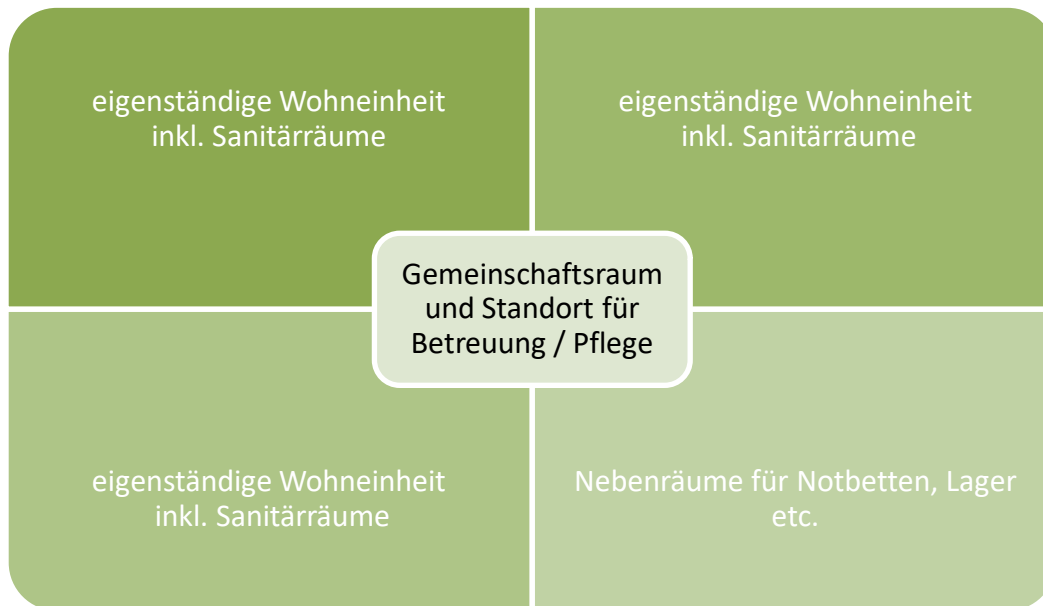 eigenständige Wohneinheit
inkl. Sanitärräume
eigenständige Wohneinheit
inkl. Sanitärräume
Gemeinschaftsraum
und Standort für
Betreuung / Pflege
eigenständige Wohneinheit
inkl. Sanitärräume
Nebenräume für Notbetten, Lager
etc.